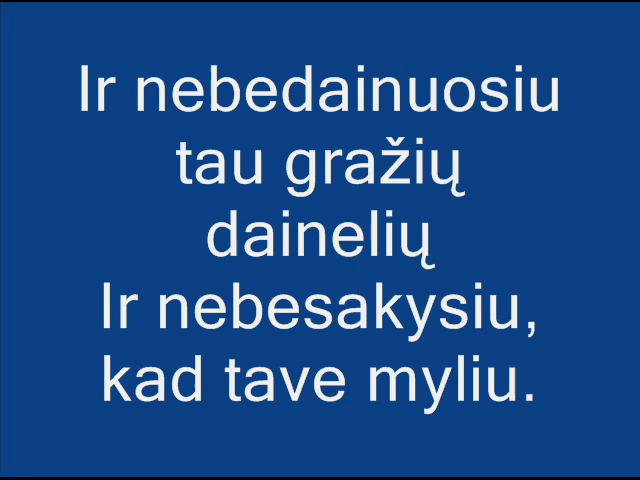 Ir nebedainuosiu
tau gražių
dainelių
Ir nebesakysiu,
kad tave myliu.